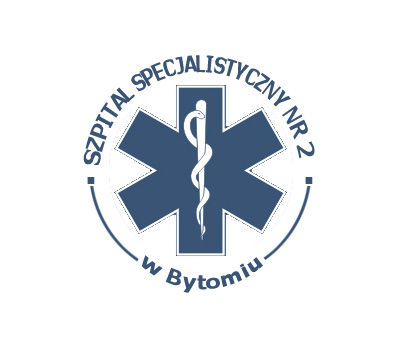 SZPITAL SPECJALISTYCZNY NR 2
w Bytomiu